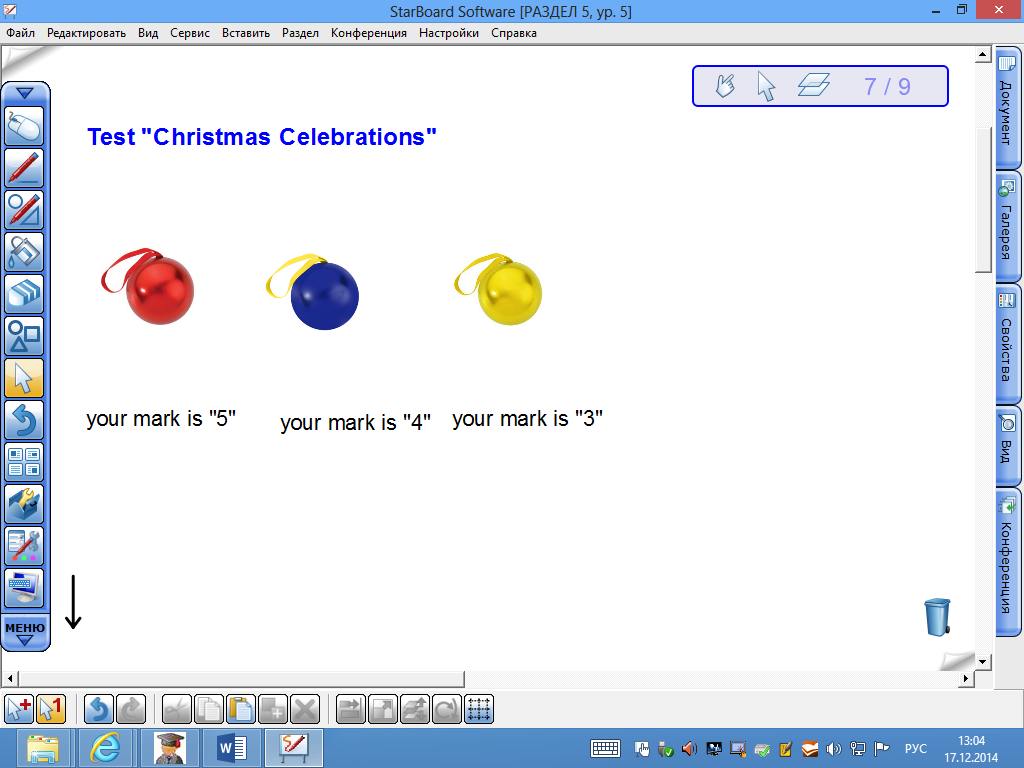 StarBoard Software [РАЗДЕЛ 5, ур. 5]
Файл Редактировать Вид Сервис Вставить Раздел Конференция Настройки Справка
7 / 9
Test "Christmas Celebrations"
your mark is "5" your mark is "4" your mark is "3"
МЕНЮ
Документ
Галерея
Свойства
Вид
Конференция
РУС
13:04
17.12.2014